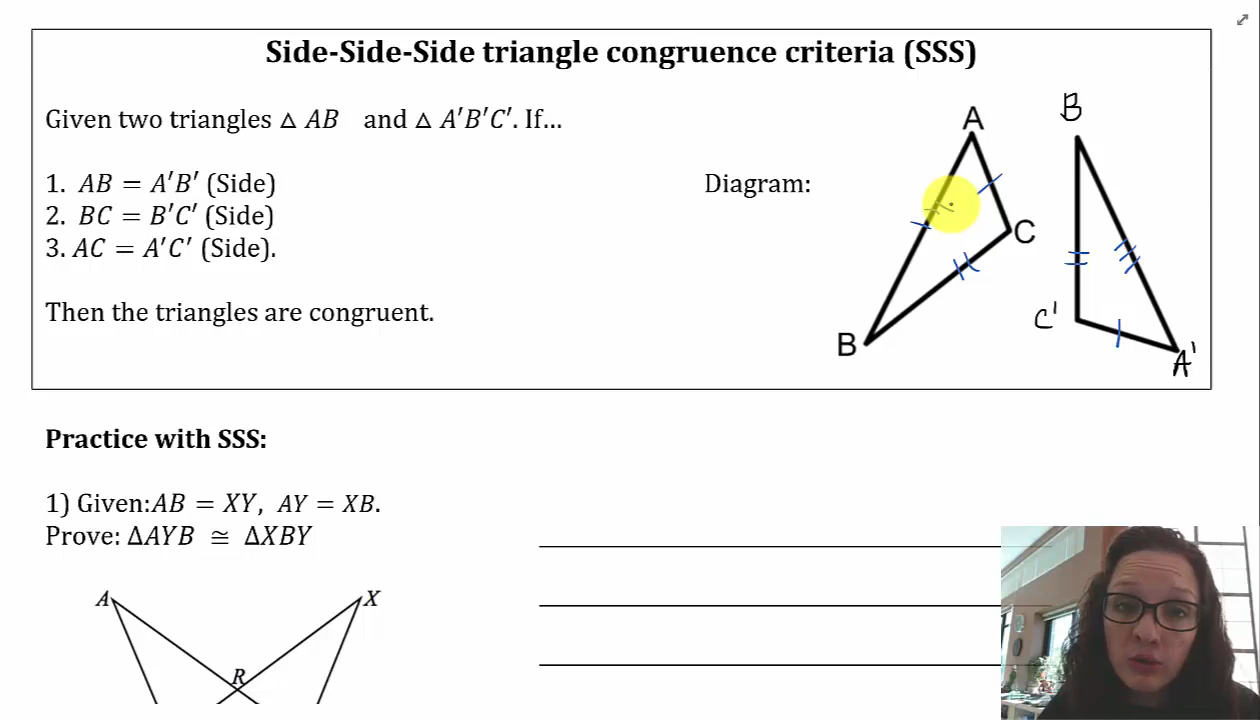 Side-Side-Side triangle congruence criteria (SSS)
Given two triangles △ AB and △ A′B′C′. If…
1. AB = A′B′ (Side)
2. BC = B′C′ (Side)
3. AC = A′C′ (Side).
Then the triangles are congruent.
Diagram:
A
B
C
B
C'
A'
Practice with SSS:
1) Given:AB = XY, AY = XB.
Prove: ΔAYB ≅ ΔXBY
A
X
R